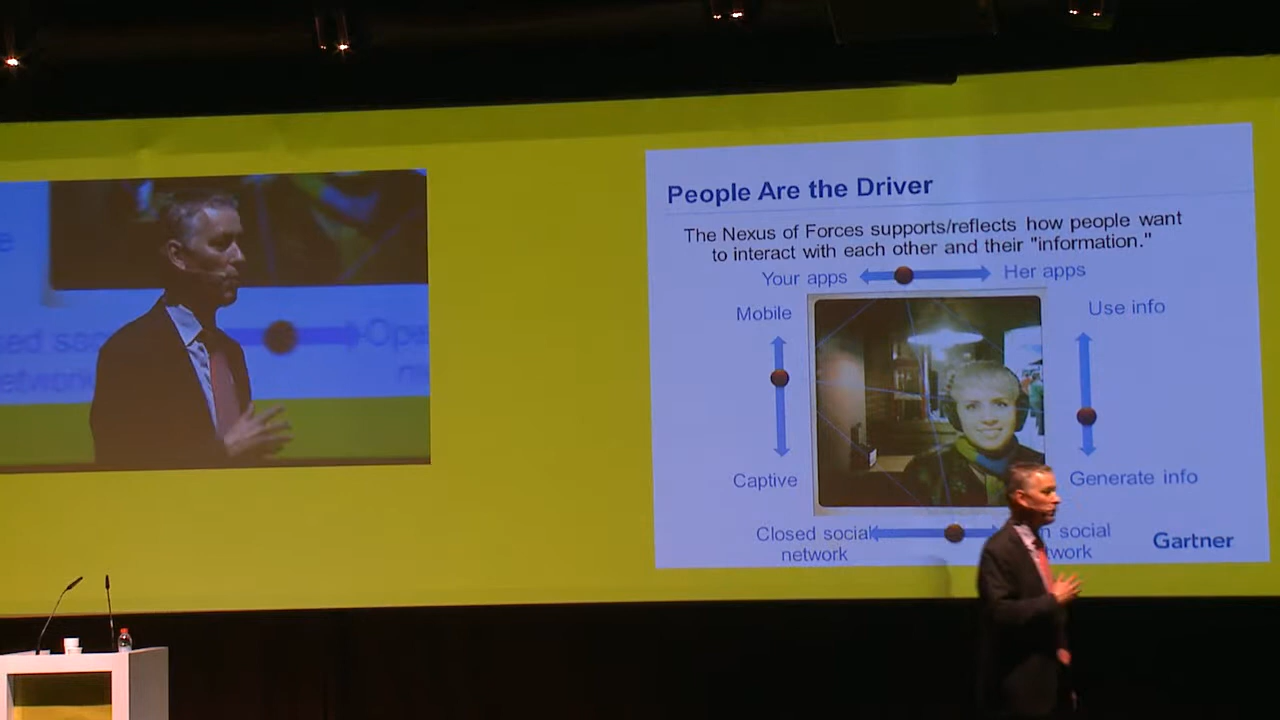 People Are the Driver
The Nexus of Forces supports/reflects how people want
to interact with each other and their "information."
Your apps
Her apps
Mobile
Use info
Captive
Generate info
Closed social
network
social
Gartner